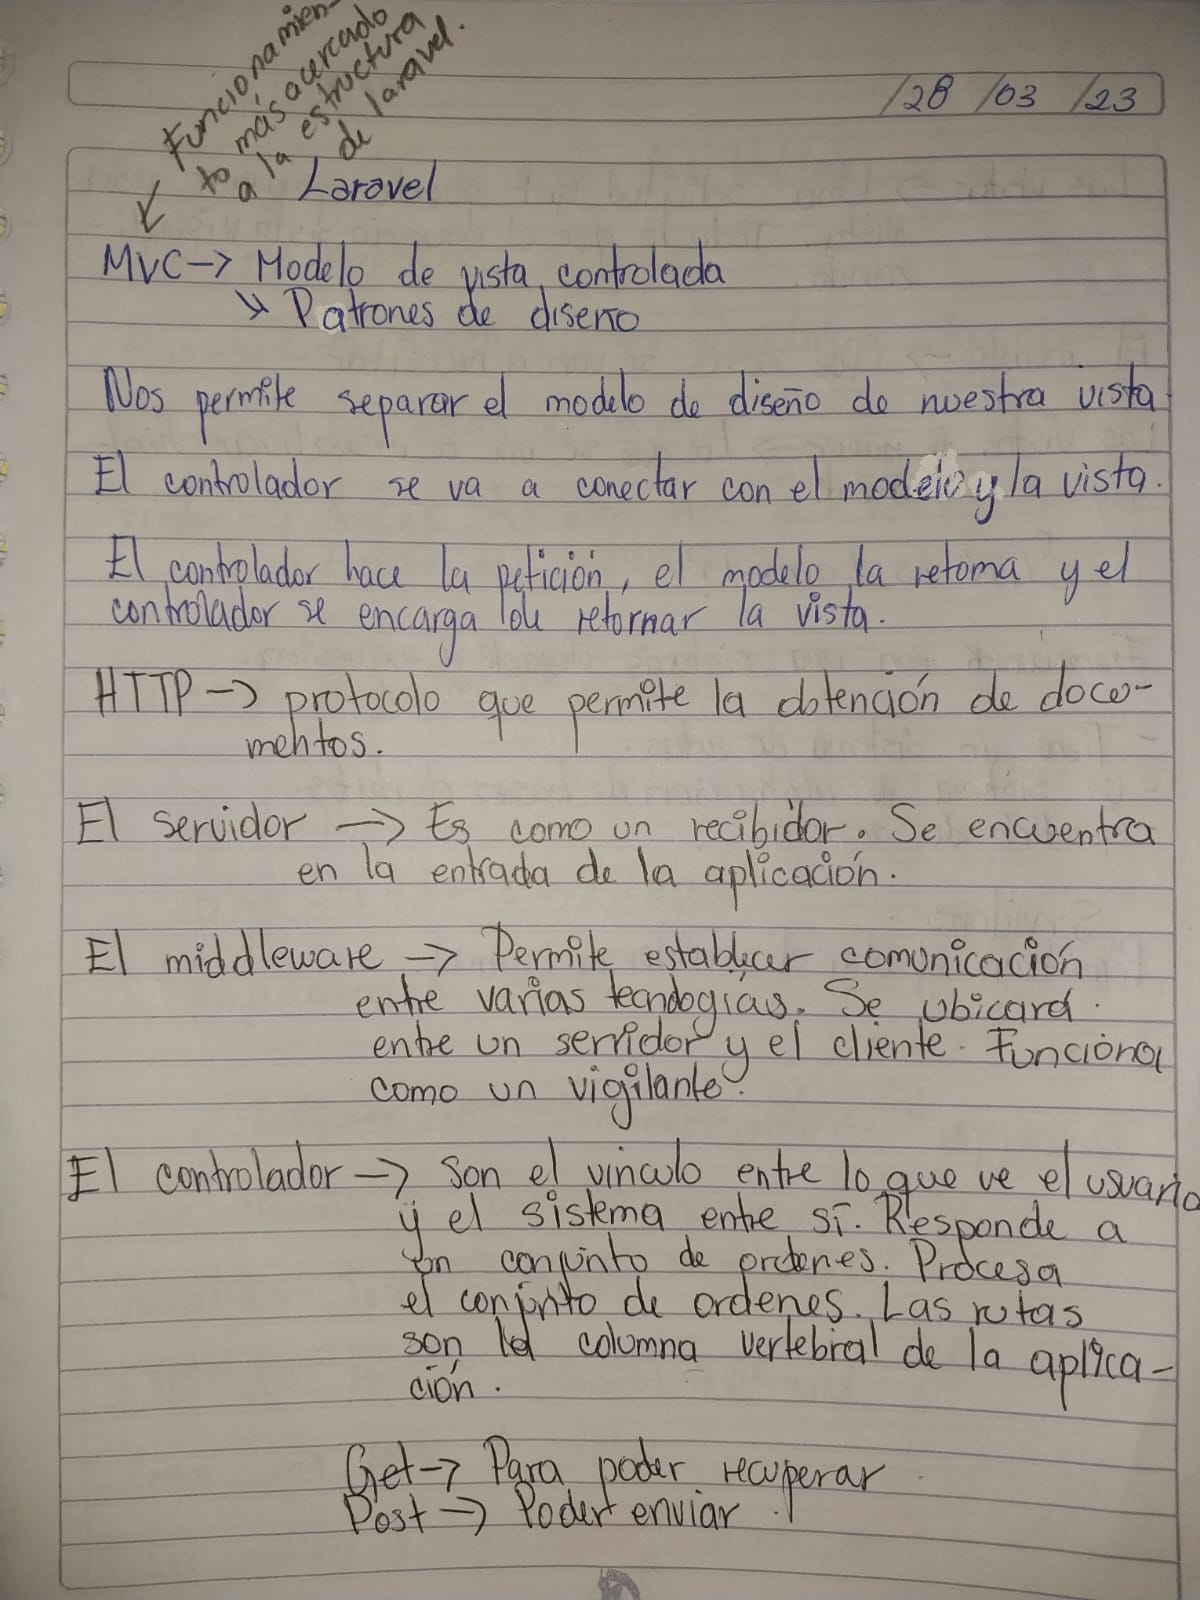 Funcionamien-
to más acercado
a la estructura
de laravel.
/28 /03 /23
Laravel
MVC -> Modelo de vista controlada
↘ Patrones de diseño
Nos permite separar el modelo de diseño de nuestra vista
El controlador se va a conectar con el modelo y la vista.
El controlador hace la petición, el modelo la retoma y el
controlador se encarga de retornar la vista.
HTTP -> protocolo que permite la obtención de docu-
mentos.
El servidor -> Es como un recibidor. Se encuentra
en la entrada de la aplicación.
El middleware -> Permite establecer comunicación
entre varias tecnologías. Se ubicará
entre un servidor y el cliente. Funciona
como un vigilante.
El controlador -> Son el vínculo entre lo que ve el usuario
y el sistema entre sí. Responde a
un conjunto de ordenes. Procesa
el conjunto de ordenes. Las rutas
son la columna vertebral de la aplica-
ción.
Get -> Para poder recuperar
Post -> Poder enviar.